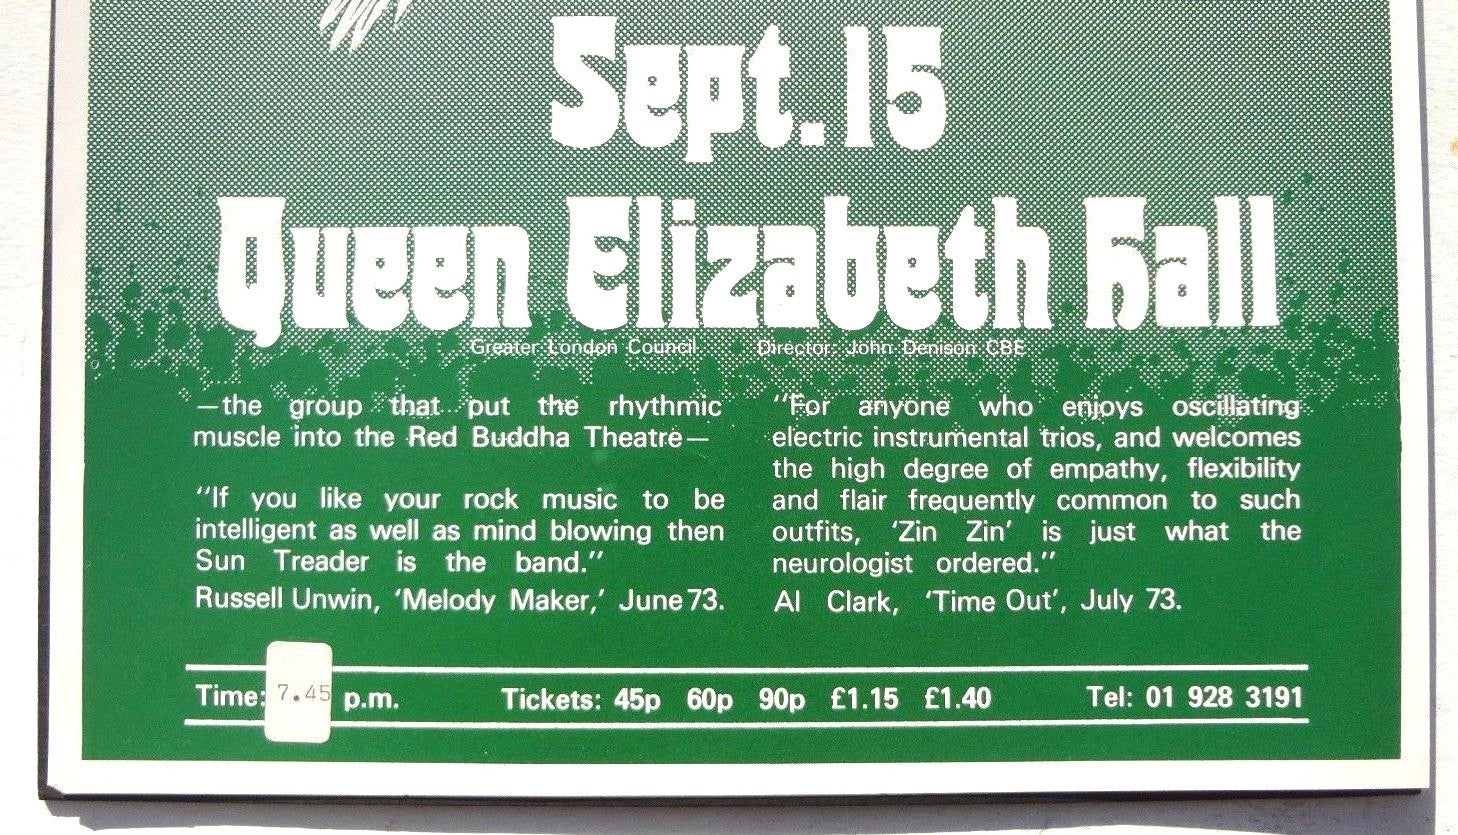 Sept.15
Queen Elizabeth hall
Greater London Council Director: John Denison CBE
—the group that put the rhythmic
muscle into the Red Buddha Theatre—
“If you like your rock music to be
intelligent as well as mind blowing then
Sun Treader is the band.”
Russell Unwin, ‘Melody Maker,’ June 73.
“For anyone who enjoys oscillating
electric instrumental trios, and welcomes
the high degree of empathy, flexibility
and flair frequently common to such
outfits, ‘Zin Zin’ is just what the
neurologist ordered.”
Al Clark, ‘Time Out’, July 73.
Time: 7.45 p.m. Tickets: 45p 60p 90p £1.15 £1.40 Tel: 01 928 3191